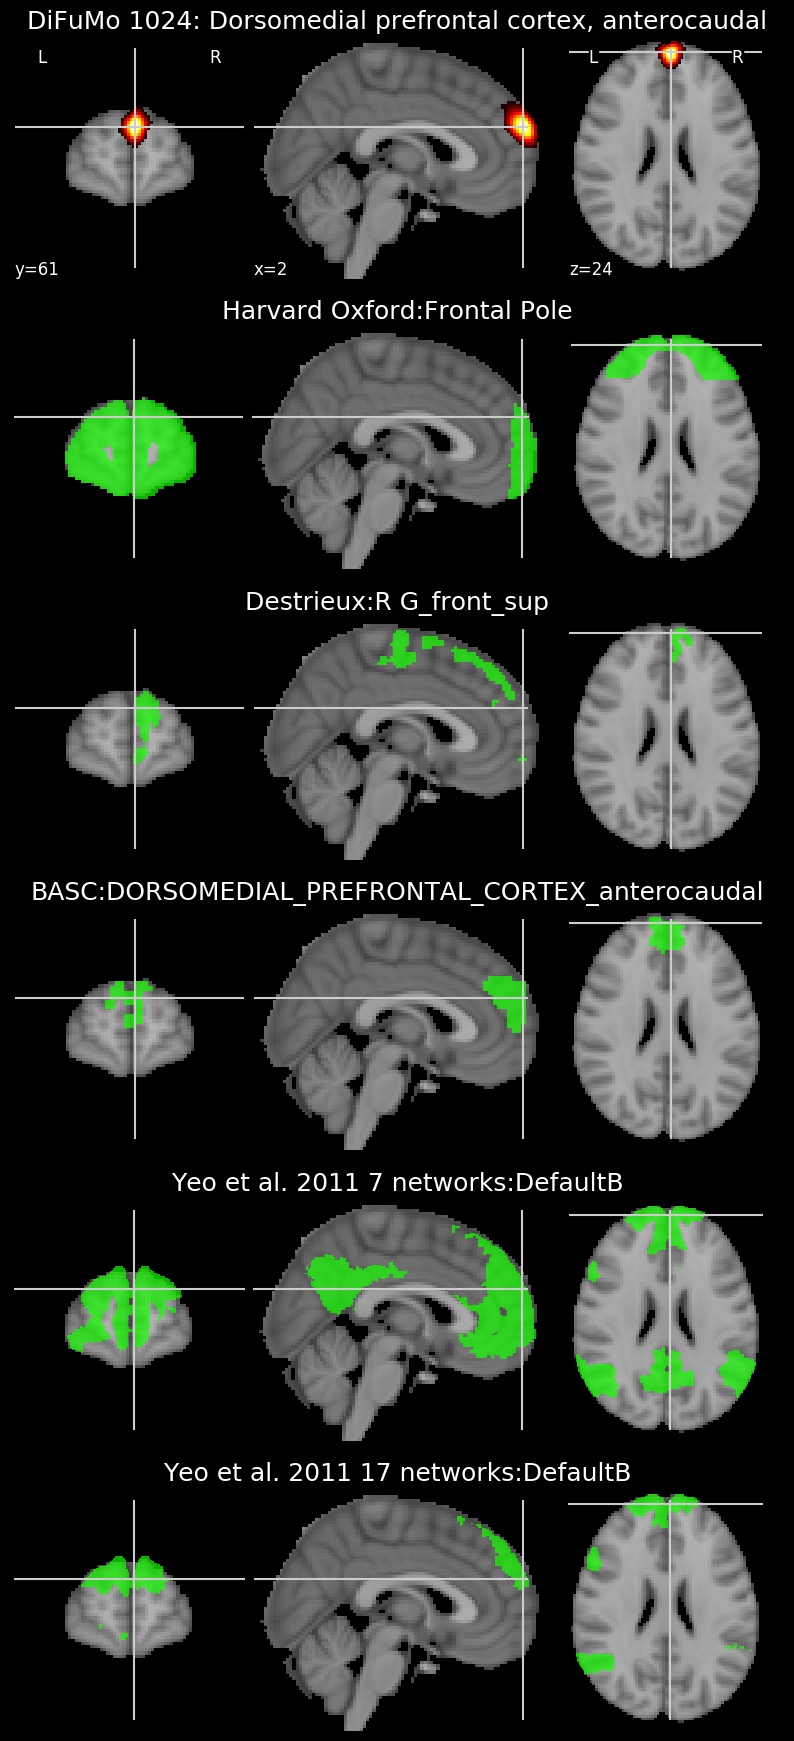 DiFuMo 1024: Dorsomedial prefrontal cortex, anterocaudal
L R L R
y=61 x=2 z=24
Harvard Oxford:Frontal Pole
Destrieux:R G_front_sup
BASC:DORSOMEDIAL_PREFRONTAL_CORTEX_anterocaudal
Yeo et al. 2011 7 networks:DefaultB
Yeo et al. 2011 17 networks:DefaultB